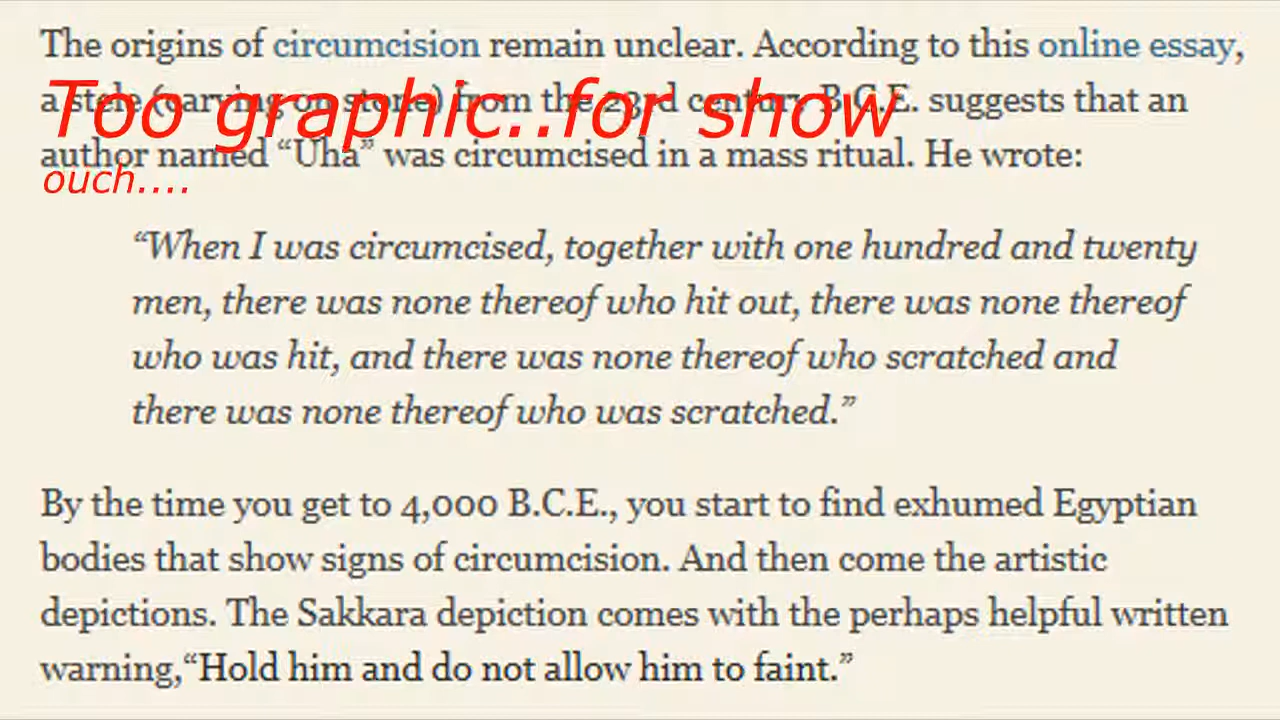 The origins of circumcision remain unclear. According to this online essay,
a stele (carving on stone) from the 23rd century B.C.E. suggests that an
Too graphic..for show
author named “Uha” was circumcised in a mass ritual. He wrote:
ouch....
“When I was circumcised, together with one hundred and twenty
men, there was none thereof who hit out, there was none thereof
who was hit, and there was none thereof who scratched and
there was none thereof who was scratched.”
By the time you get to 4,000 B.C.E., you start to find exhumed Egyptian
bodies that show signs of circumcision. And then come the artistic
depictions. The Sakkara depiction comes with the perhaps helpful written
warning,“Hold him and do not allow him to faint.”